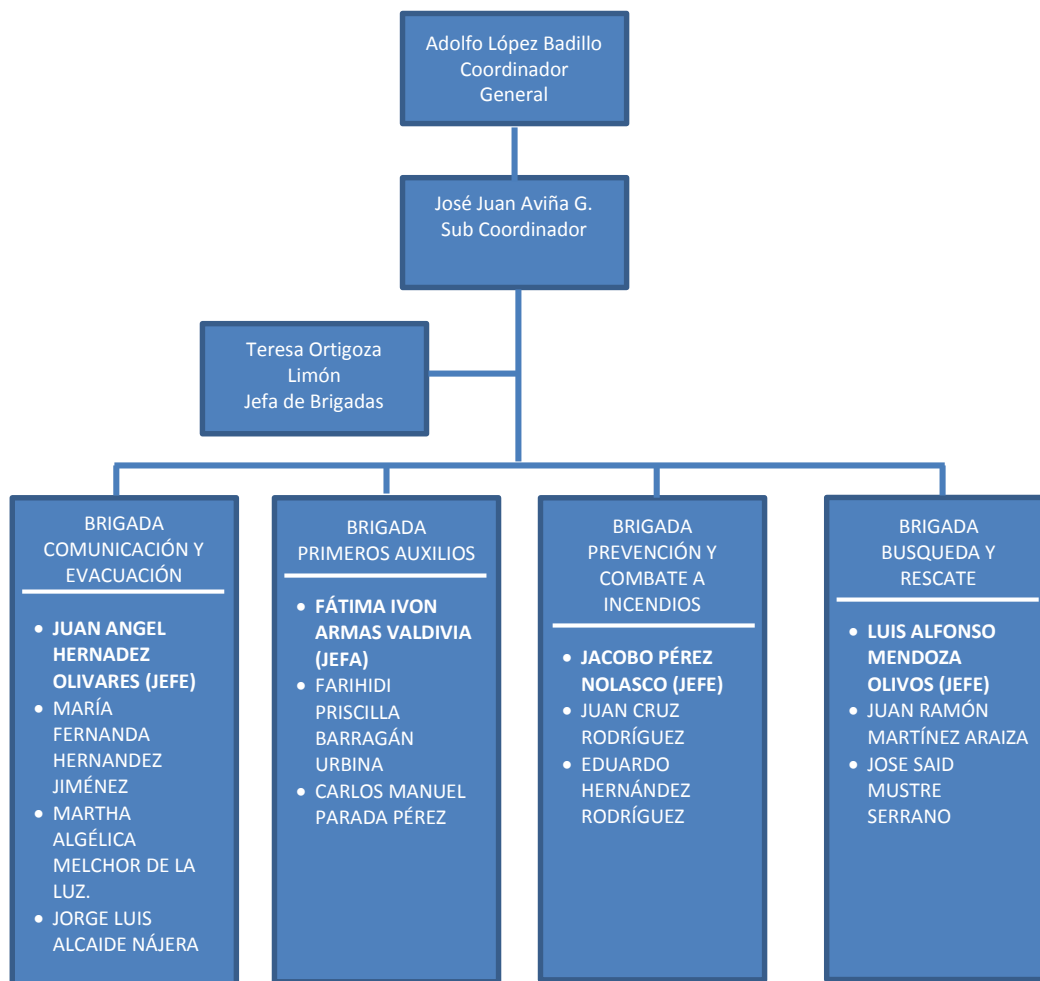 Adolfo López Badillo
Coordinador
General
José Juan Aviña G.
Sub Coordinador
Teresa Ortigoza
Limón
Jefa de Brigadas
BRIGADA
COMUNICACIÓN Y
EVACUACIÓN
• JUAN ANGEL
HERNADEZ
OLIVARES (JEFE)
• MARÍA
FERNANDA
HERNANDEZ
JIMÉNEZ
• MARTHA
ALGÉLICA
MELCHOR DE LA
LUZ.
• JORGE LUIS
ALCAIDE NÁJERA
BRIGADA
PRIMEROS AUXILIOS
• FÁTIMA IVON
ARMAS VALDIVIA
(JEFA)
• FARIHIDI
PRISCILLA
BARRAGÁN
URBINA
• CARLOS MANUEL
PARADA PÉREZ
BRIGADA
PREVENCIÓN Y
COMBATE A
INCENDIOS
• JACOBO PÉREZ
NOLASCO (JEFE)
• JUAN CRUZ
RODRÍGUEZ
• EDUARDO
HERNÁNDEZ
RODRÍGUEZ
BRIGADA
BUSQUEDA Y
RESCATE
• LUIS ALFONSO
MENDOZA
OLIVOS (JEFE)
• JUAN RAMÓN
MARTÍNEZ ARAIZA
• JOSE SAID
MUSTRE
SERRANO